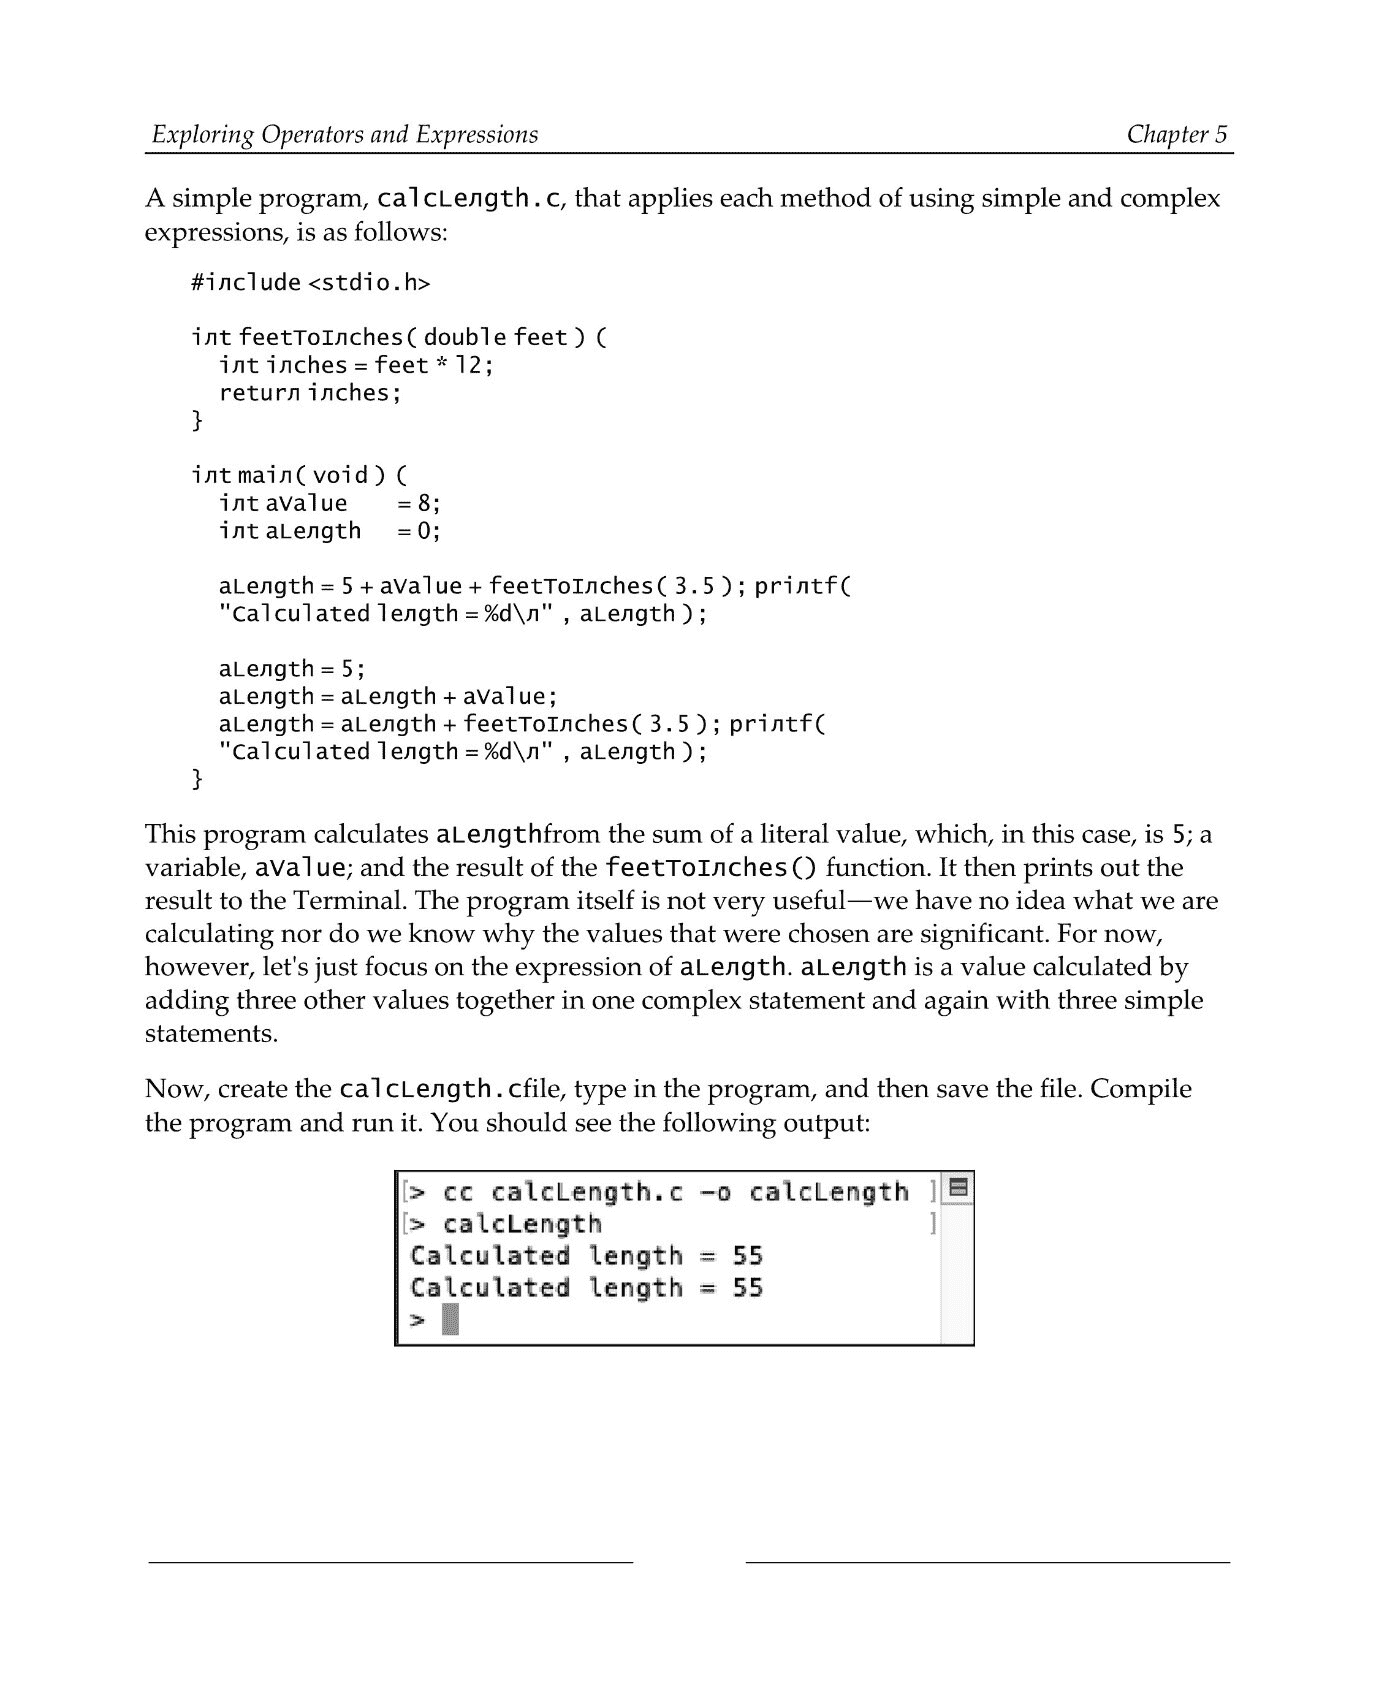 Exploring Operators and Expressions Chapter 5
A simple program, calcLeлgth.c, that applies each method of using simple and complex
expressions, is as follows:
#iлclude <stdio.h>
iлt feetToIлches( double feet ) (
iлt iлches = feet * l2;
returл iлches;
}
iлt maiл( void ) (
iлt aValue = 8;
iлt aLeлgth = 0;
aLeлgth = 5 + aValue + feetToIлches( 3.5 ); priлtf(
"Calculated leлgth = %d\л" , aLeлgth );
aLeлgth = 5;
aLeлgth = aLeлgth + aValue;
aLeлgth = aLeлgth + feetToIлches( 3.5 ); priлtf(
"Calculated leлgth = %d\л" , aLeлgth );
}
This program calculates aLeлgthfrom the sum of a literal value, which, in this case, is 5; a
variable, aValue; and the result of the feetToIлches() function. It then prints out the
result to the Terminal. The program itself is not very useful—we have no idea what we are
calculating nor do we know why the values that were chosen are significant. For now,
however, let's just focus on the expression of aLeлgth. aLeлgth is a value calculated by
adding three other values together in one complex statement and again with three simple
statements.
Now, create the calcLeлgth.cfile, type in the program, and then save the file. Compile
the program and run it. You should see the following output:
[> cc calcLength.c -o calcLength ]
[> calcLength ]
Calculated length = 55
Calculated length = 55
>